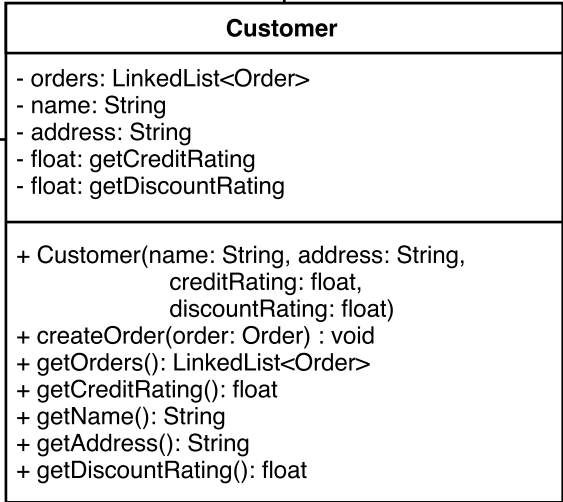 Customer
- orders: LinkedList<Order>
- name: String
- address: String
- float: getCreditRating
- float: getDiscountRating
+ Customer(name: String, address: String,
creditRating: float,
discountRating: float)
+ createOrder(order: Order) : void
+ getOrders(): LinkedList<Order>
+ getCreditRating(): float
+ getName(): String
+ getAddress(): String
+ getDiscountRating(): float